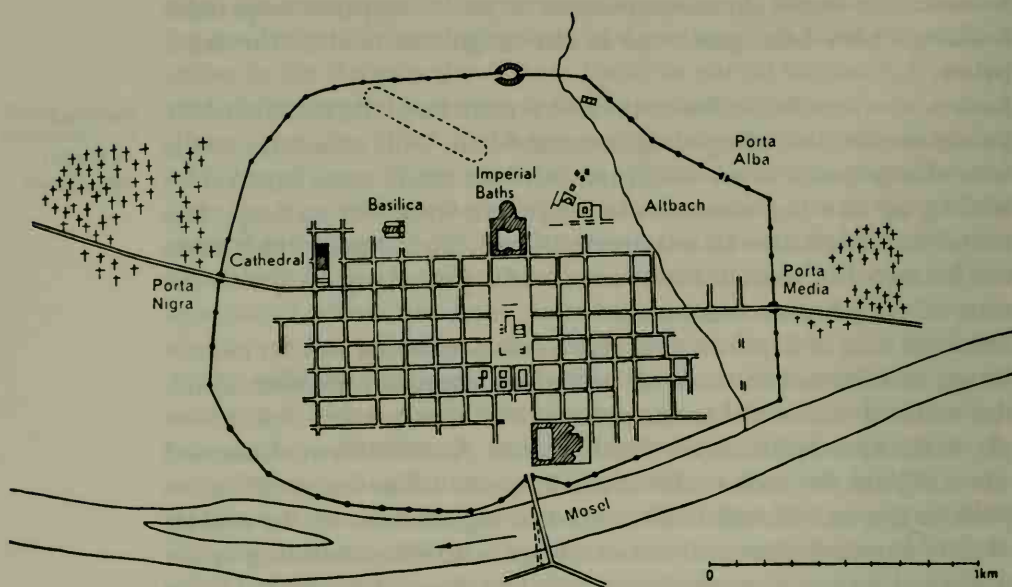 Porta
Alba
Imperial
Baths
Basilica
Altbach
Cathedral
Porta
Nigra
Porta
Media
Mosel
0
1km